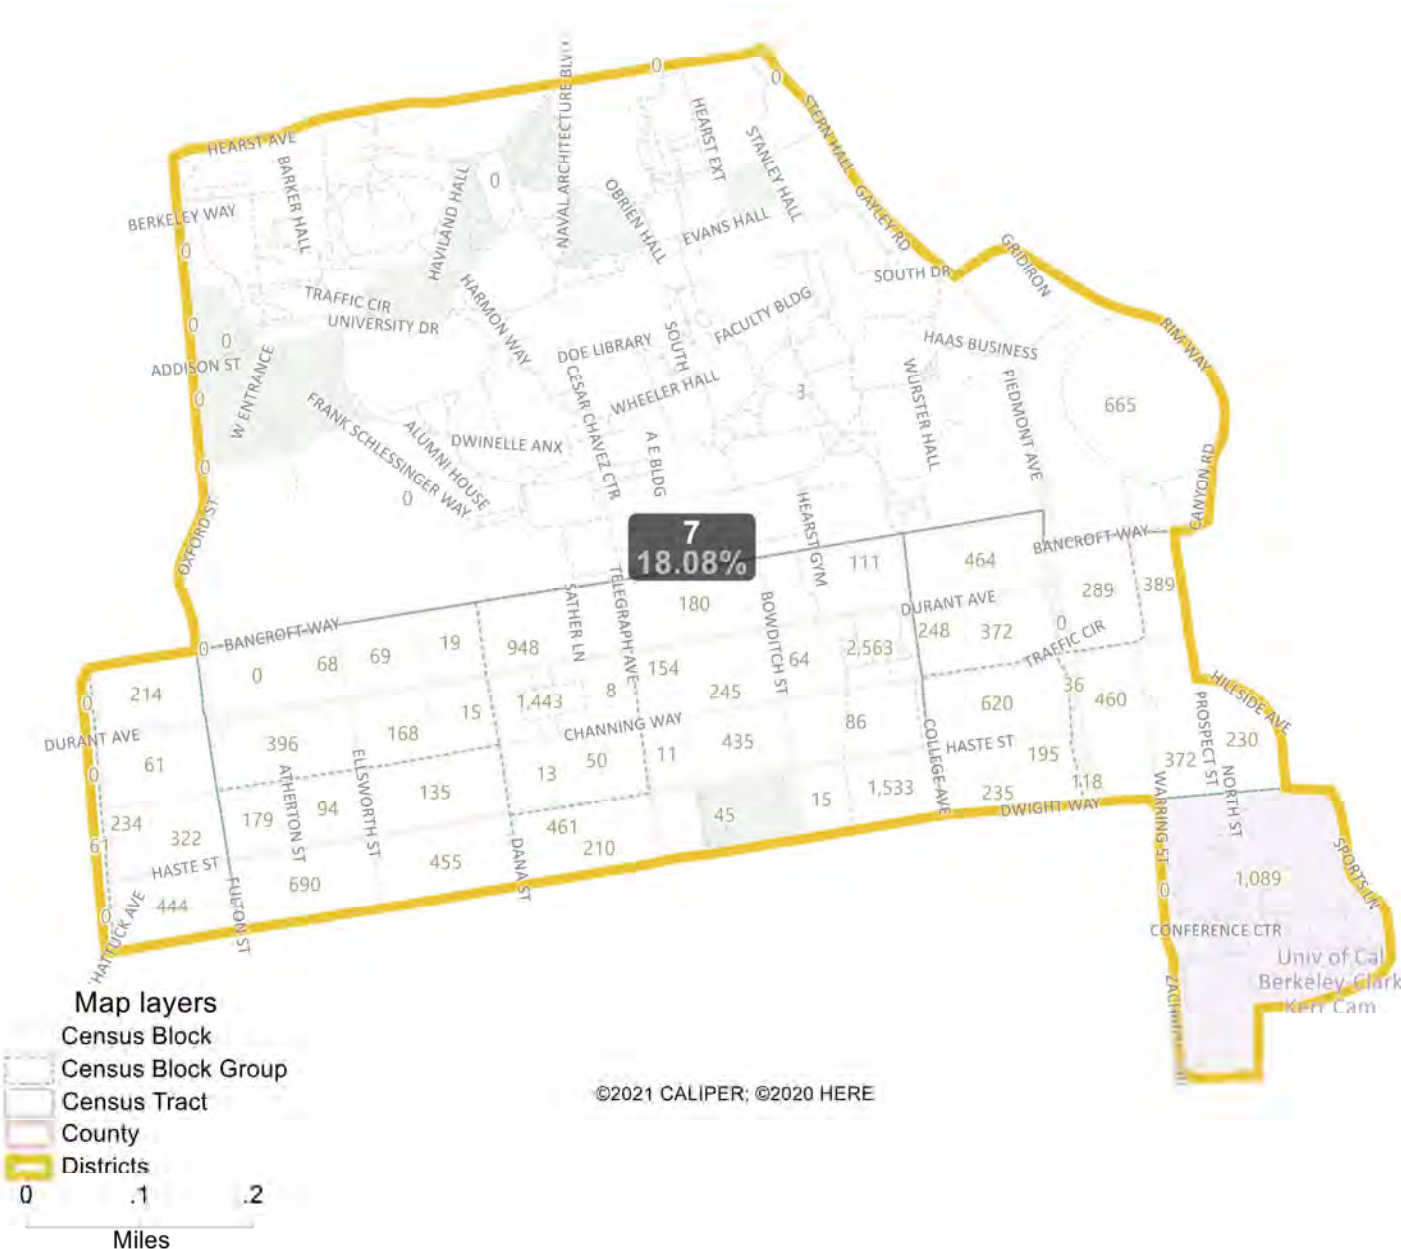 0
0
NAVAL ARCHITECTURE BLVD
HEARST AVE
HEARST EXT
STERN HALL
STANLEY HALL
BARKER HALL
HAVILAND HALL
0
OBRIEN HALL
GAYLEY RD
BERKELEY WAY
EVANS HALL
0
GRIDIRON
SOUTH DR
TRAFFIC CIR
UNIVERSITY DR
HARMON WAY
FACULTY BLDG
0
0
DOE LIBRARY
SOUTH
HAAS BUSINESS
RIM WAY
ADDISON ST
W ENTRANCE
WHEELER HALL
CESAR CHAVEZ CTR
3
WURSTER HALL
PIEDMONT AVE
665
0
FRANK SCHLESSINGER WAY
ALUMNI HOUSE
DWINELLE ANX
A E BLDG
0
0
CANYON RD
OXFORD ST
HEARST GYM
7
18.08%
BANCROFT WAY
111
464
289
389
SATHER LN
TELEGRAPH AVE
180
BOWDITCH ST
DURANT AVE
0
BANCROFT WAY
0
68
69
19
948
154
64
2,563
248
372
0
TRAFFIC CIR
0
214
15
1,443
8
245
620
36
460
PROSPECT ST
HILLSIDE AVE
DURANT AVE
396
168
CHANNING WAY
86
COLLEGE AVE
61
ELLSWORTH ST
13
50
11
435
HASTE ST
195
372
230
0
ATHERTON ST
135
1,533
235
118
WARRING ST
NORTH ST
234
322
179
94
461
45
15
DWIGHT WAY
61
HASTE ST
455
DANA ST
210
SPORTS LN
444
FULTON ST
690
0
1,089
0
CONFERENCE CTR
Univ of Cal
Berkeley-Clark
Kerr Cam
Map layers
Census Block
Census Block Group
Census Tract
County
Districts
0 .1 .2
Miles
©2021 CALIPER; ©2020 HERE